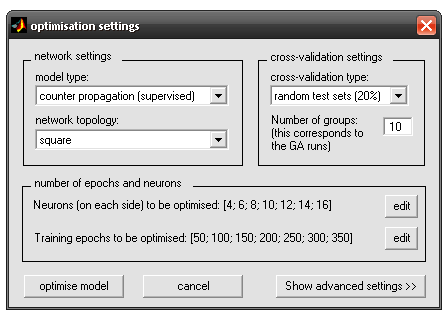 optimisation settings
network settings
model type:
counter propagation (supervised)
network topology:
square
cross-validation settings
cross-validation type:
random test sets (20%)
Number of groups:
(this corresponds to
the GA runs)
10
number of epochs and neurons
Neurons (on each side) to be optimised: [4; 6; 8; 10; 12; 14; 16]
edit
Training epochs to be optimised: [50; 100; 150; 200; 250; 300; 350]
edit
optimise model
cancel
Show advanced settings >>